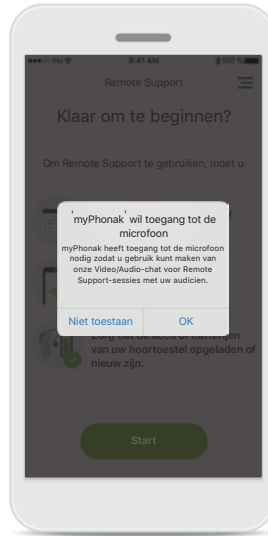 9:41 AM
100 %
Remote Support
Klaar om te beginnen?
Om Remote Support te gebruiken, moet u
'myPhonak' wil toegang tot de
microfoon
myPhonak heeft toegang tot de microfoon
nodig zodat u gebruik kunt maken van
onze Video/Audio-chat voor Remote
Support-sessies met uw audicien.
Niet toestaan
OK
Zorg dat de accu of batterijen
van uw hoortoestel opgeladen of
nieuw zijn.
Start